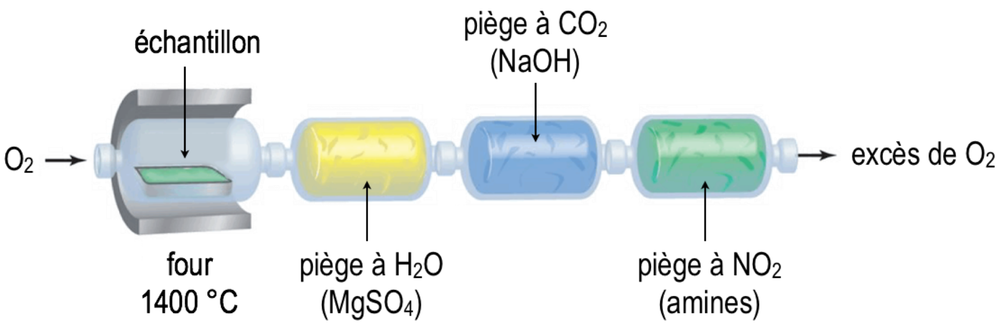 piège à CO₂
(NaOH)
échantillon
O₂
excès de O₂
four
1400 °C
piège à H₂O
(MgSO₄)
piège à NO₂
(amines)